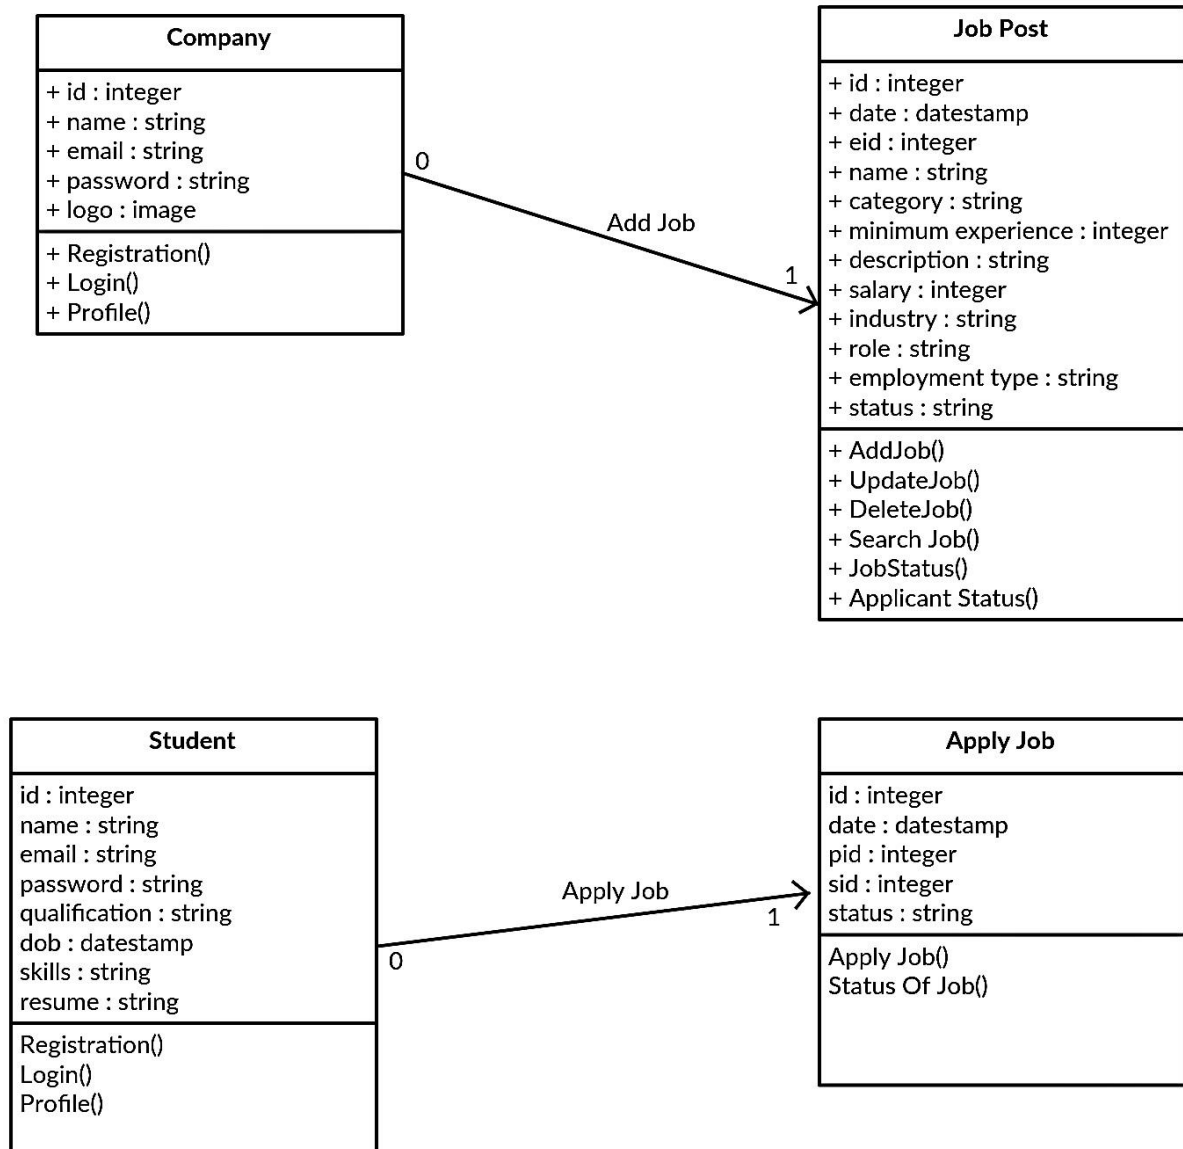 Company
+ id : integer
+ name : string
+ email : string
+ password : string
+ logo : image
+ Registration()
+ Login()
+ Profile()
0
Add Job
1
Job Post
+ id : integer
+ date : datestamp
+ eid : integer
+ name : string
+ category : string
+ minimum experience : integer
+ description : string
+ salary : integer
+ industry : string
+ role : string
+ employment type : string
+ status : string
+ AddJob()
+ UpdateJob()
+ DeleteJob()
+ Search Job()
+ JobStatus()
+ Applicant Status()
Student
id : integer
name : string
email : string
password : string
qualification : string
dob : datestamp
skills : string
resume : string
Registration()
Login()
Profile()
0
Apply Job
1
Apply Job
id : integer
date : datestamp
pid : integer
sid : integer
status : string
Apply Job()
Status Of Job()